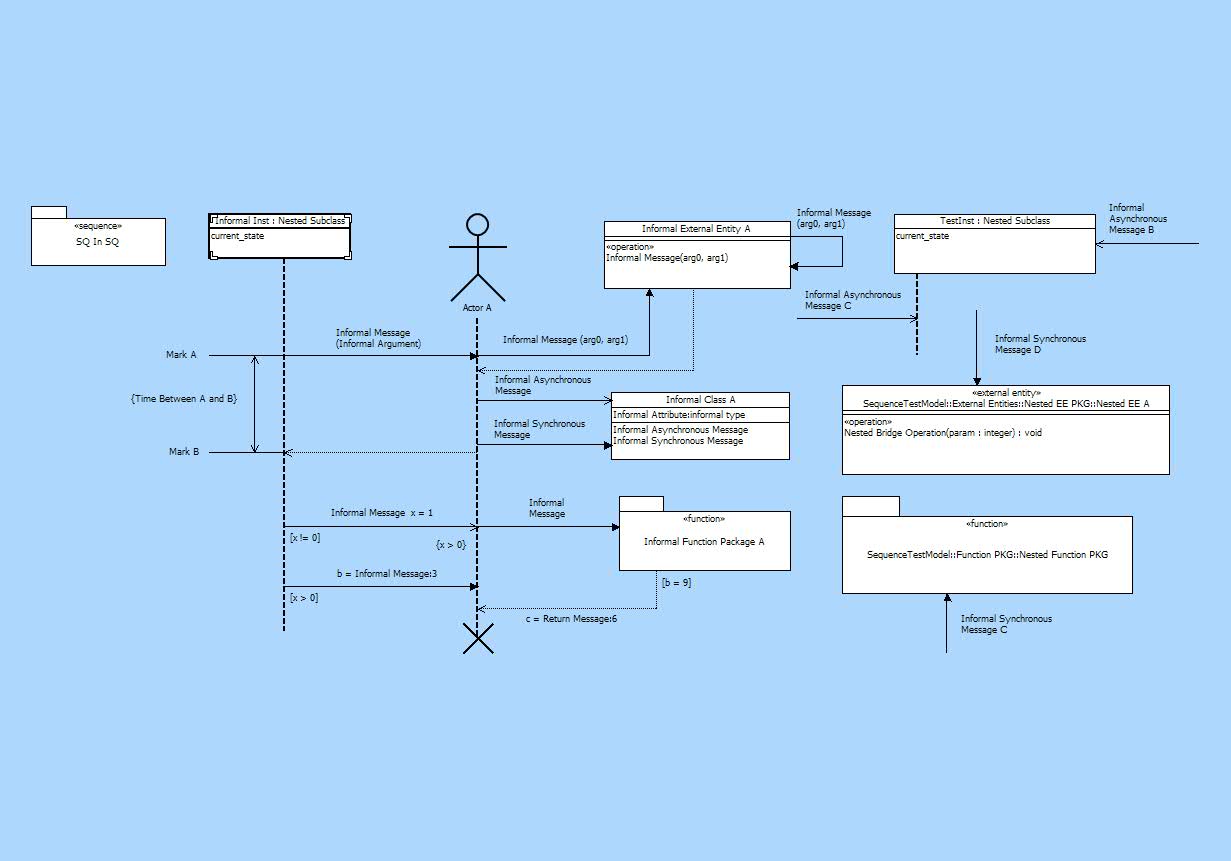 «sequence»
SQ In SQ
Informal Inst : Nested Subclass
current_state
Actor A
Informal External Entity A
«operation»
Informal Message(arg0, arg1)
Informal Message
(arg0, arg1)
TestInst : Nested Subclass
current_state
Informal
Asynchronous
Message B
Informal Asynchronous
Message C
Mark A
Informal Message
(Informal Argument)
Informal Message (arg0, arg1)
Informal Synchronous
Message D
{Time Between A and B}
Informal Asynchronous
Message
Informal Class A
Informal Attribute:informal type
Informal Asynchronous Message
Informal Synchronous Message
Informal Synchronous
Message
«external entity»
SequenceTestModel::External Entities::Nested EE PKG::Nested EE A
«operation»
Nested Bridge Operation(param : integer) : void
Mark B
Informal Message  x = 1
[x != 0]
{x > 0}
Informal
Message
«function»
Informal Function Package A
«function»
SequenceTestModel::Function PKG::Nested Function PKG
b = Informal Message:3
[x > 0]
[b = 9]
c = Return Message:6
Informal Synchronous
Message C